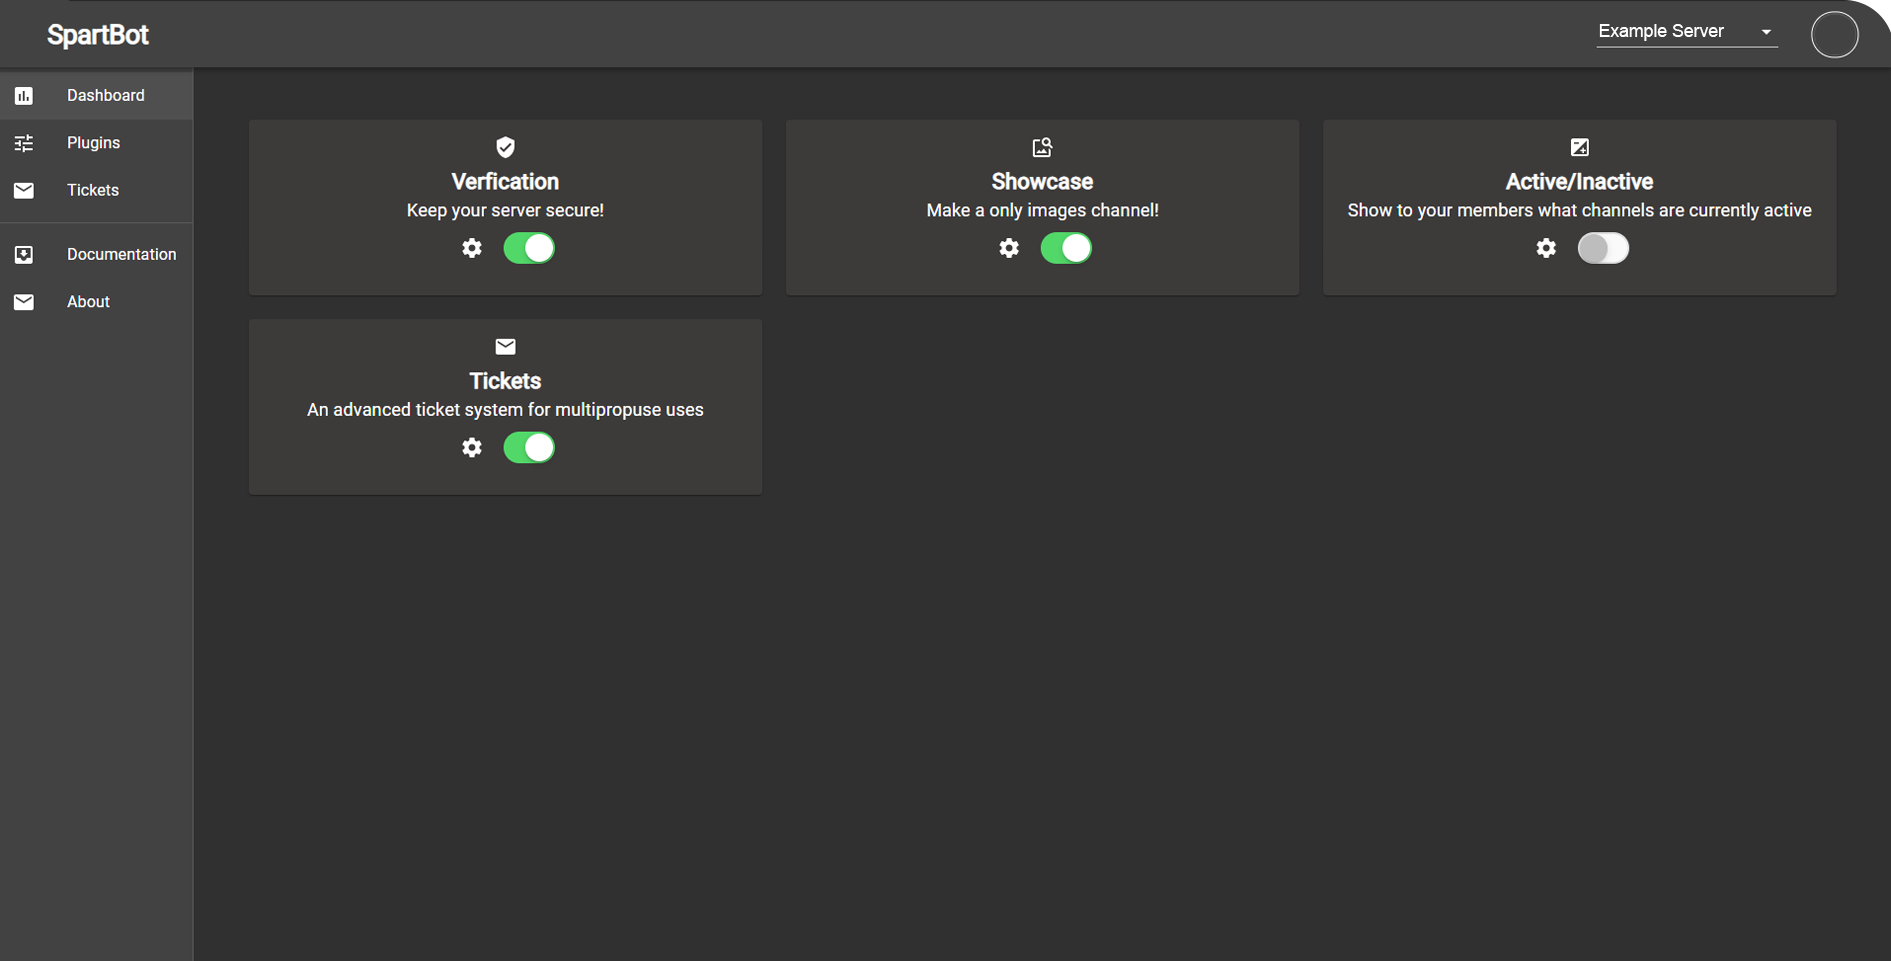 SpartBot
Example Server
Dashboard
Plugins
Tickets
Documentation
About
Verfication
Keep your server secure!
Showcase
Make a only images channel!
Active/Inactive
Show to your members what channels are currently active
Tickets
An advanced ticket system for multipropuse uses